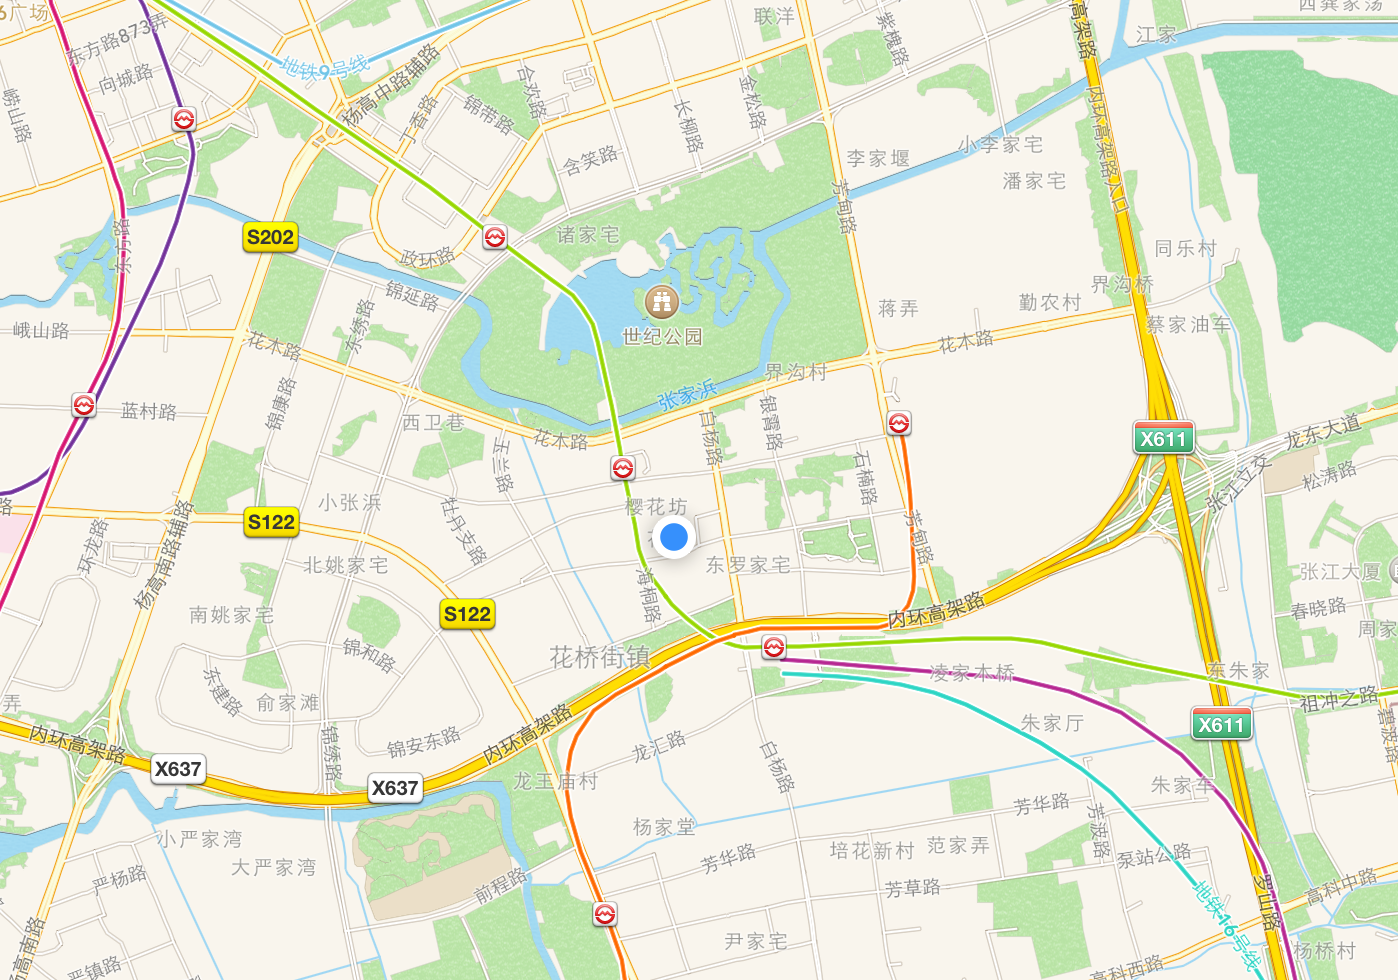 6广场
联洋
紫槐路
高架路
西龚家荡
江家
东方路873弄
地铁9号线
杨高中路辅路
向城路
崂山路
合欢路
锦带路
丁香路
长柳路
金松路
内环高架路入口
含笑路
李家堰
小李家宅
潘家宅
芳甸路
S202
东方路
诸家宅
政环路
同乐村
界沟桥
锦延路
世纪公园
蒋弄
勤农村
蔡家油车
峨山路
东绣路
花木路
花木路
界沟村
张家浜
锦康路
蓝村路
西卫巷
花木路
白杨路
银霄路
X611
龙东大道
玉兰路
石楠路
张江立交
松涛路
小张浜
樱花坊
路
S122
牡丹支路
芳甸路
环龙路
杨高南路辅路
北姚家宅
东罗家宅
张江大厦
海桐路
南姚家宅
S122
内环高架路
春晓路
周家
锦和路
花桥街镇
凌家木桥
东朱家
东建路
俞家滩
弄
祖冲之路
碧波路
朱家厅
X611
内环高架路
锦绣路
锦安东路
内环高架路
龙汇路
白杨路
X637
X637
龙王庙村
朱家车
芳华路
小严家湾
杨家堂
芳波路
大严家湾
芳华路
培花新村
范家弄
泵站公路
严杨路
前程路
芳草路
地铁16号线
罗山路
高科中路
杨高南路
严镇路
尹家宅
高科西路
杨桥村